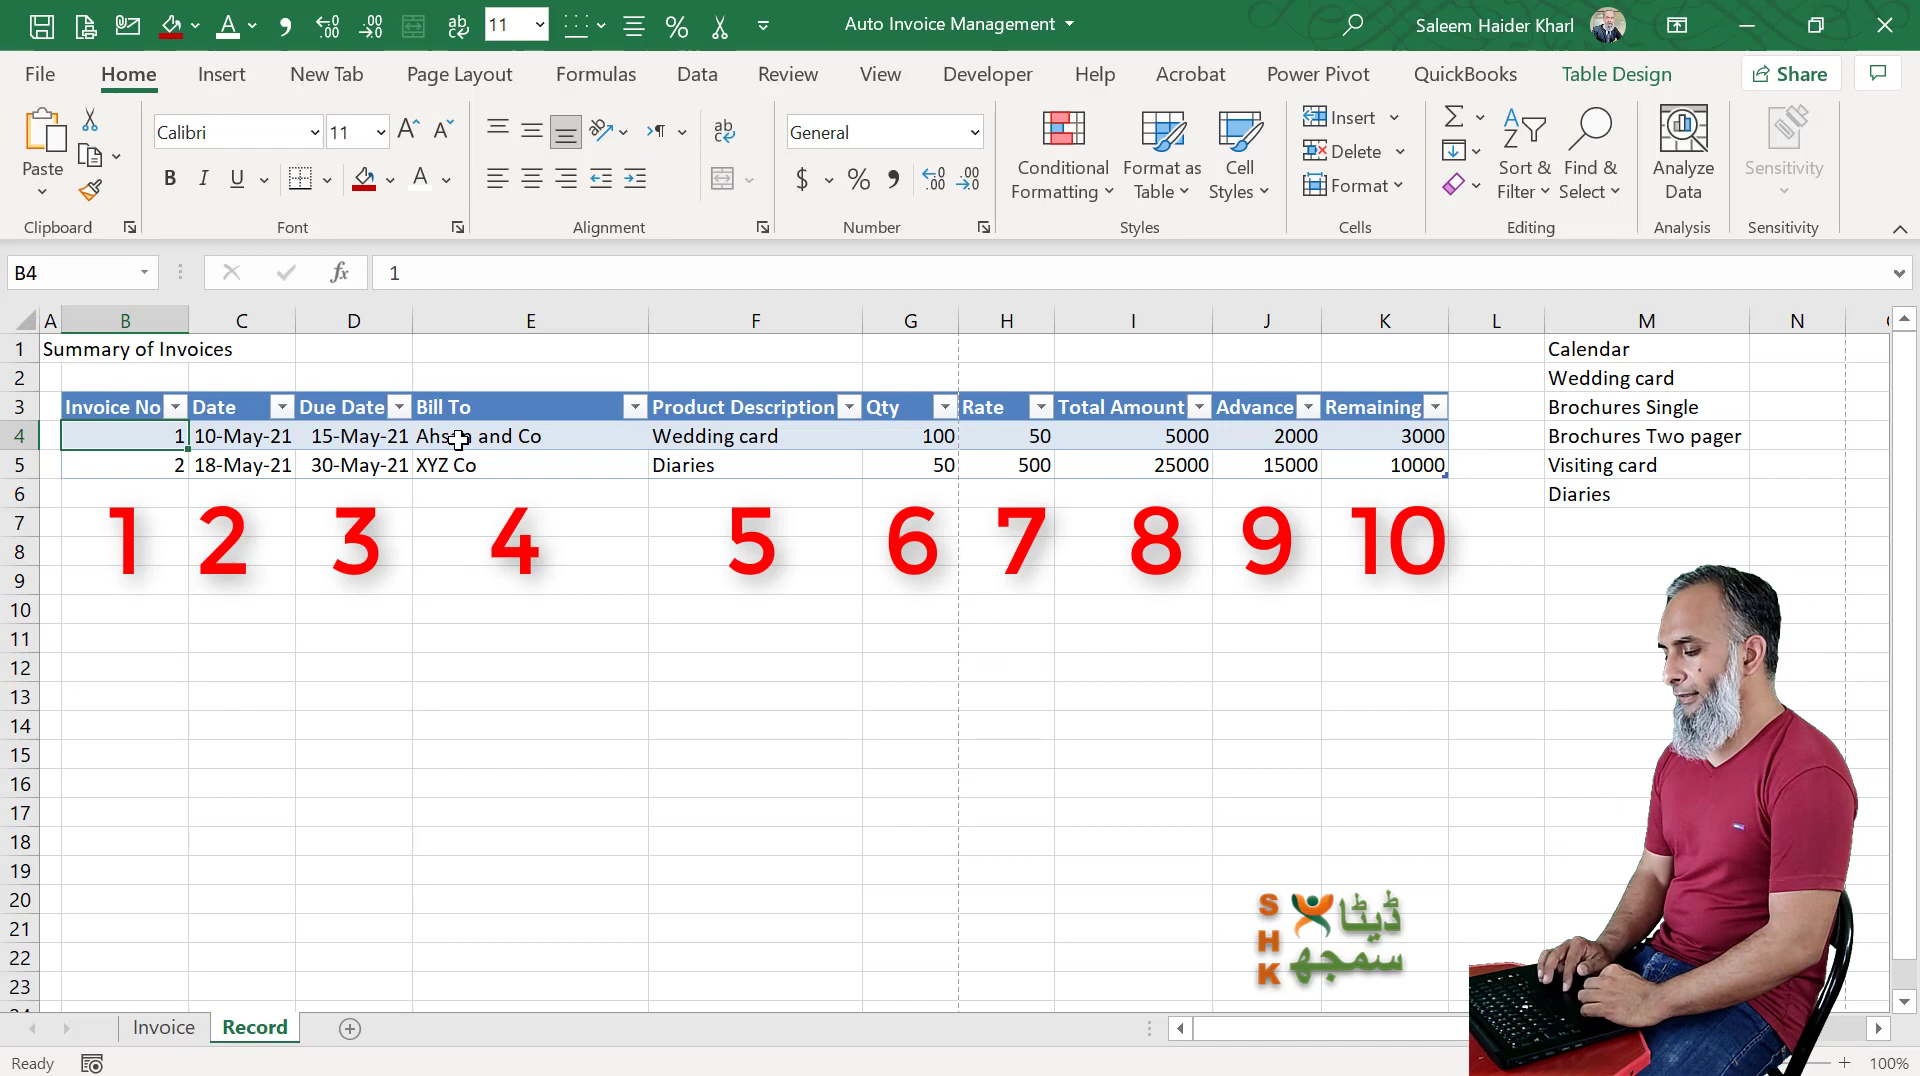 11
Auto Invoice Management
Saleem Haider Kharl
File Home Insert New Tab Page Layout Formulas Data Review View Developer Help Acrobat Power Pivot QuickBooks Table Design Share
Paste
Calibri 11
B I U
General
$ %
Conditional Formatting
Format as Table
Cell Styles
Insert
Delete
Format
Sort & Filter
Find & Select
Analyze Data
Sensitivity
Clipboard Font Alignment Number Styles Cells Editing Analysis Sensitivity
B4 fx 1
A B C D E F G H I J K L M N
1 Summary of Invoices Calendar
2 Wedding card
3 Invoice No Date Due Date Bill To Product Description Qty Rate Total Amount Advance Remaining Brochures Single
4 1 10-May-21 15-May-21 and Co Wedding card 100 50 5000 2000 3000 Brochures Two pager
5 2 18-May-21 30-May-21 XYZ Co Diaries 50 500 25000 15000 10000 Visiting card
6 Diaries
7
8
9
1 2 3 4 5 6 7 8 9 10
10
11
12
13
14
15
16
17
18
19
20
21
22
23
SHK
ڈیٹا
سمجھ
Invoice Record
Ready 100%